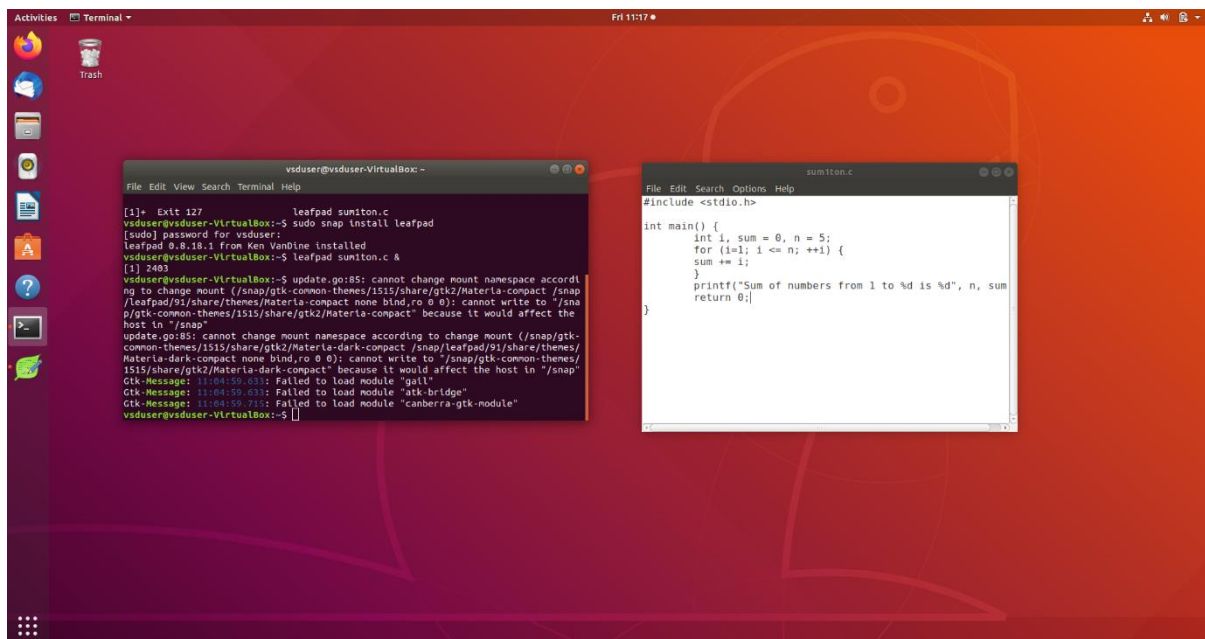 Activities Terminal Fri 11:17
Trash
vsduser@vsduser-VirtualBox: ~
File Edit View Search Terminal Help
[1]+ Exit 127 leafpad sum1ton.c
vsduser@vsduser-VirtualBox:~$ sudo snap install leafpad
[sudo] password for vsduser:
leafpad 0.8.18.1 from Ken VanDine installed
vsduser@vsduser-VirtualBox:~$ leafpad sum1ton.c &
[1] 2403
vsduser@vsduser-VirtualBox:~$ update.go:85: cannot change mount namespace accordi
ng to change mount (/snap/gtk-common-themes/1515/share/gtk2/Materia-compact /snap
/leafpad/91/share/themes/Materia-compact none bind,ro 0 0): cannot write to "/sna
p/gtk-common-themes/1515/share/gtk2/Materia-compact" because it would affect the
host in "/snap"
update.go:85: cannot change mount namespace according to change mount (/snap/gtk-
common-themes/1515/share/gtk2/Materia-dark-compact /snap/leafpad/91/share/themes/
Materia-dark-compact none bind,ro 0 0): cannot write to "/snap/gtk-common-themes/
1515/share/gtk2/Materia-dark-compact" because it would affect the host in "/snap"
Gtk-Message: 11:04:59.633: Failed to load module "gail"
Gtk-Message: 11:04:59.633: Failed to load module "atk-bridge"
Gtk-Message: 11:04:59.715: Failed to load module "canberra-gtk-module"
vsduser@vsduser-VirtualBox:~$
sum1ton.c
File Edit Search Options Help
#include <stdio.h>
int main() {
int i, sum = 0, n = 5;
for (i=1; i <= n; ++i) {
sum += i;
}
printf("Sum of numbers from 1 to %d is %d", n, sum
return 0;
}